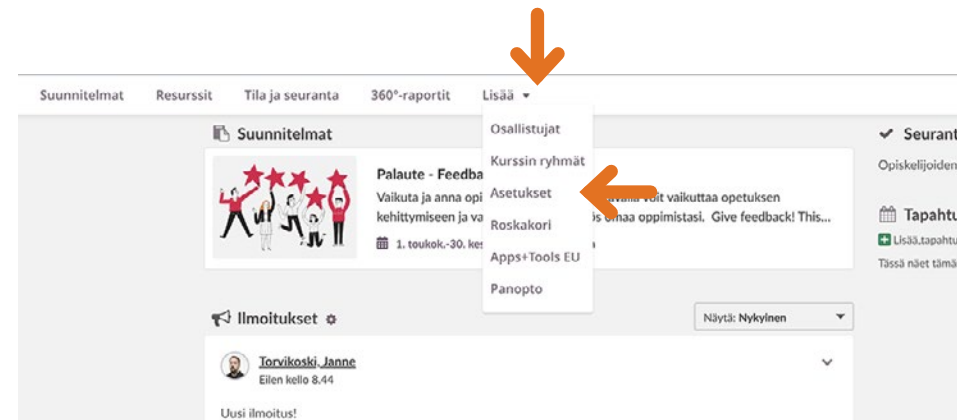 Suunnitelmat Resurssit Tila ja seuranta 360°-raportit Lisää
Suunnitelmat
Palaute - Feedba
Vaikuta ja anna opi
voit vaikuttaa opetuksen
kehittymiseen ja va
omaa oppimistasi. Give feedback! This...
1. toukok.-30. kes
Osallistujat
Kurssin ryhmät
Asetukset
Roskakori
Apps+Tools EU
Panopto
Ilmoitukset
Näytä: Nykyinen
Torvikoski, Janne
Eilen kello 8.44
Uusi ilmoitus!
Seurant
Opiskelijoiden
Tapahtu
Lisää,tapahtu
Tässä näet tämä